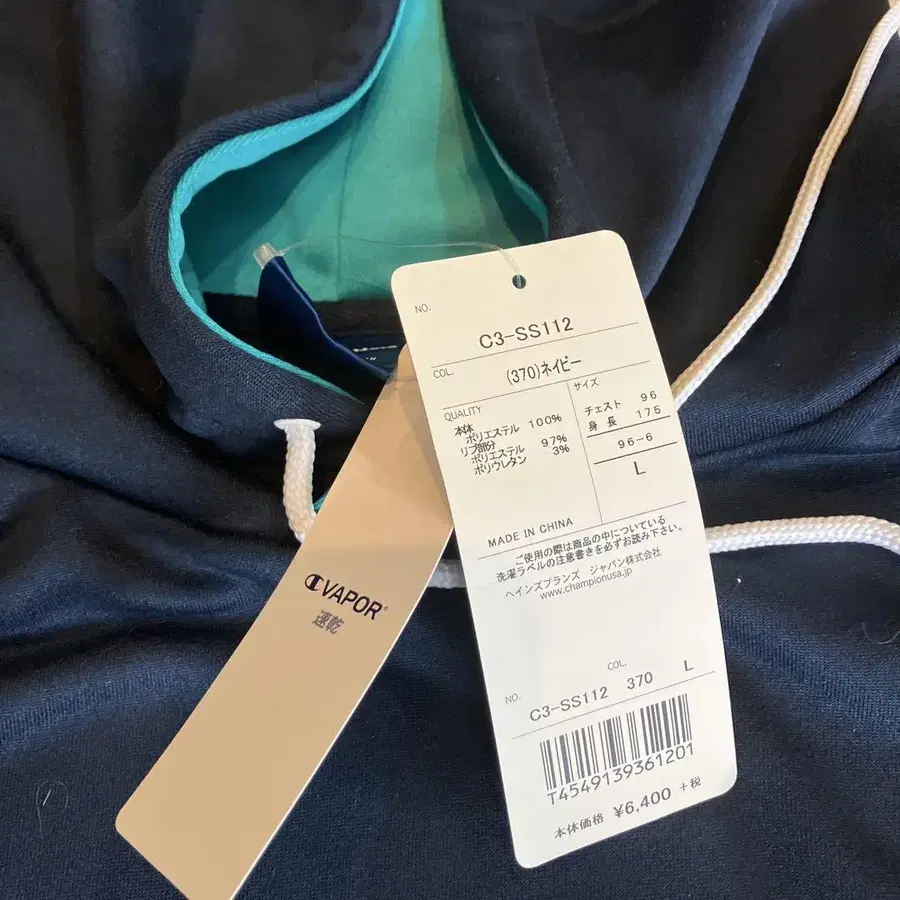 NO.
C3-SS112
COL.
(370)ネイビー
QUALITY
本体
ポリエステル 100%
リブ部分
ポリエステル 97%
ポリウレタン 3%
サイズ
チェスト 96
身長 175
96-6
L
MADE IN CHINA
ご使用の際は商品の中についている
洗濯ラベルの注意書きを必ずお読み下さい。
ヘインズブランズ ジャパン株式会社
www.championusa.jp
NO. COL.
C3-SS112 370 L
T4549139361201
本体価格 ¥6,400 +税
VAPOR®
速乾